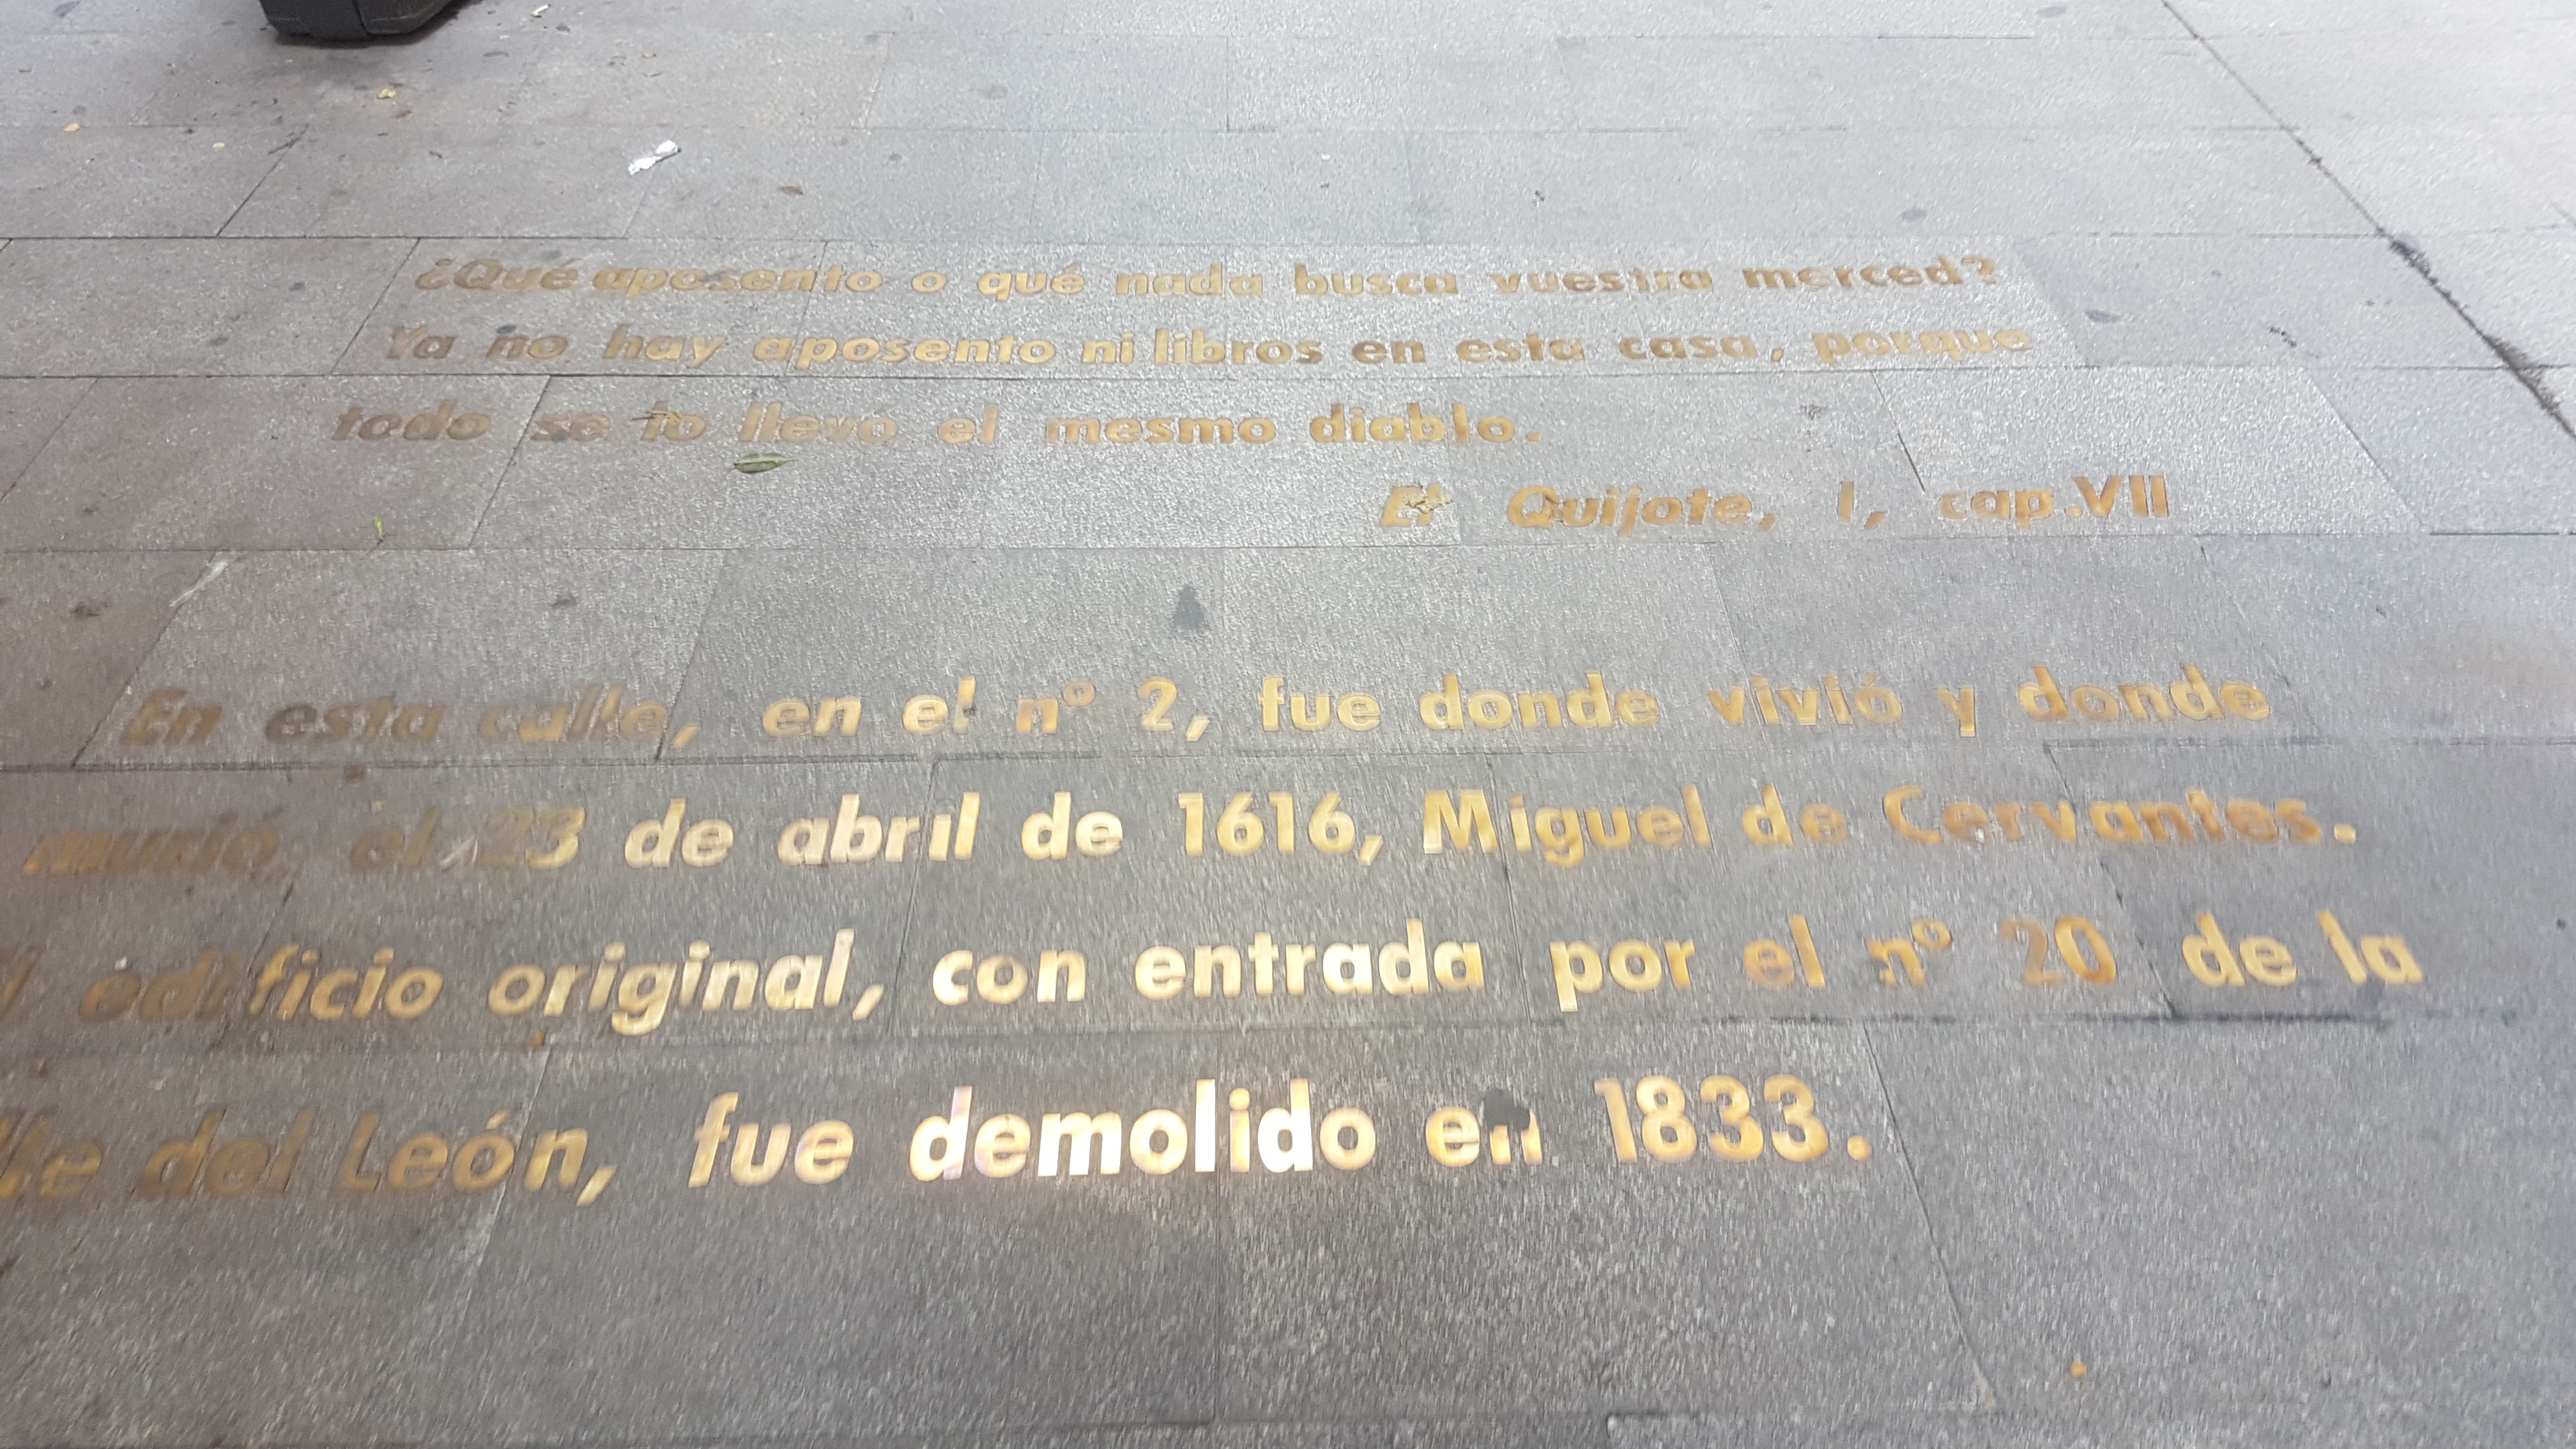 ¿Qué aposento o qué nada busca vuestra merced?
Ya no hay aposento ni libros en esta casa, porque
todo se lo llevó el mesmo diablo.
El Quijote, I, cap.VII
En esta calle, en el nº 2, fue donde vivió y donde
murió, el 23 de abril de 1616, Miguel de Cervantes.
edificio original, con entrada por el nº 20 de la
lle del León, fue demolido en 1833.